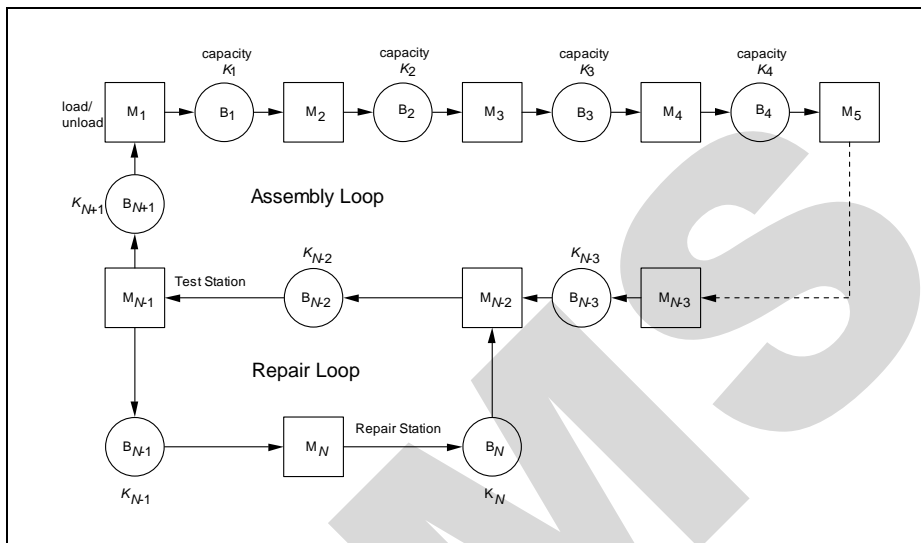 capacity K1
capacity K2
capacity K3
capacity K4
load/ unload
M1
B1
M2
B2
M3
B3
M4
B4
M5
KN+1
BN+1
Assembly Loop
KN-2
KN-3
Test Station
MN-1
BN-2
MN-2
BN-3
MN-3
Repair Loop
Repair Station
BN-1
MN
BN
KN-1
KN
MS